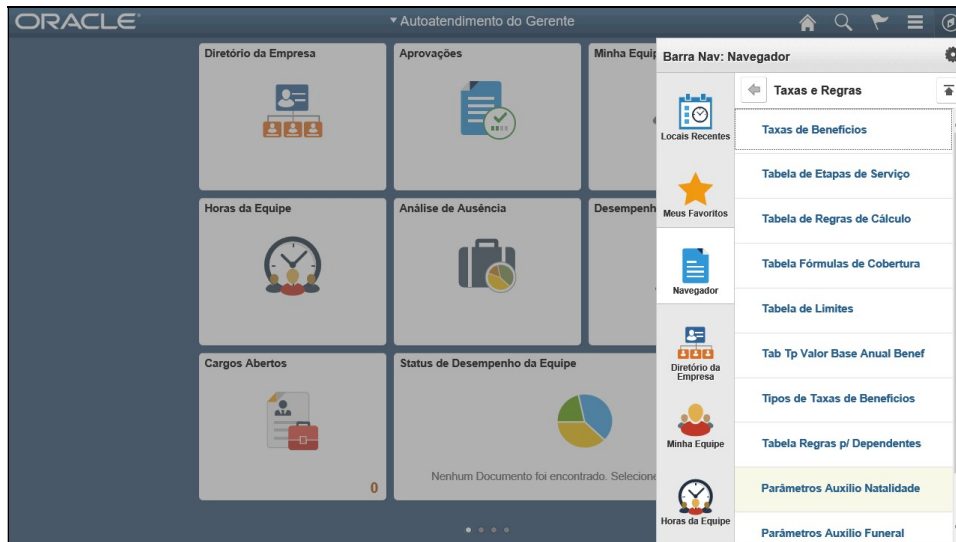 ORACLE
Autoatendimento do Gerente
Diretório da Empresa
Aprovações
Minha Equip
Horas da Equipe
Análise de Ausência
Desempenh
Cargos Abertos
0
Status de Desempenho da Equipe
Nenhum Documento foi encontrado. Selecione
Barra Nav: Navegador
Locais Recentes
Meus Favoritos
Navegador
Diretório da
Empresa
Minha Equipe
Horas da Equipe
Taxas e Regras
Taxas de Benefícios
Tabela de Etapas de Serviço
Tabela de Regras de Cálculo
Tabela Fórmulas de Cobertura
Tabela de Limites
Tab Tp Valor Base Anual Benef
Tipos de Taxas de Benefícios
Tabela Regras p/ Dependentes
Parâmetros Auxilio Natalidade
Parâmetros Auxilio Funeral